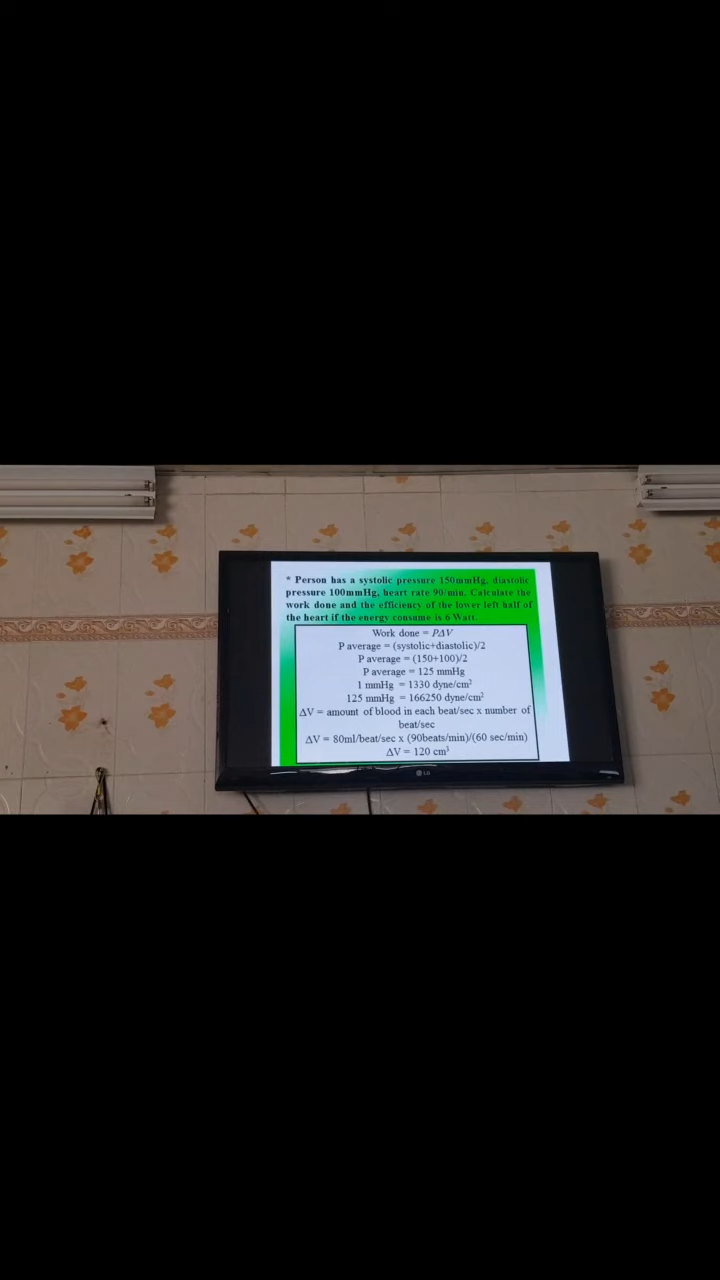 * Person has a systolic pressure 150mmHg, diastolic
pressure 100mmHg, heart rate 90/min. Calculate the
work done and the efficiency of the lower left half of
the heart if the energy consume is 6 Watt.
Work done = PΔV
P average = (systolic+diastolic)/2
P average = (150+100)/2
P average = 125 mmHg
1 mmHg = 1330 dyne/cm²
125 mmHg = 166250 dyne/cm²
ΔV = amount of blood in each beat/sec x number of
beat/sec
ΔV = 80ml/beat/sec x (90beats/min)/(60 sec/min)
ΔV = 120 cm³
LG